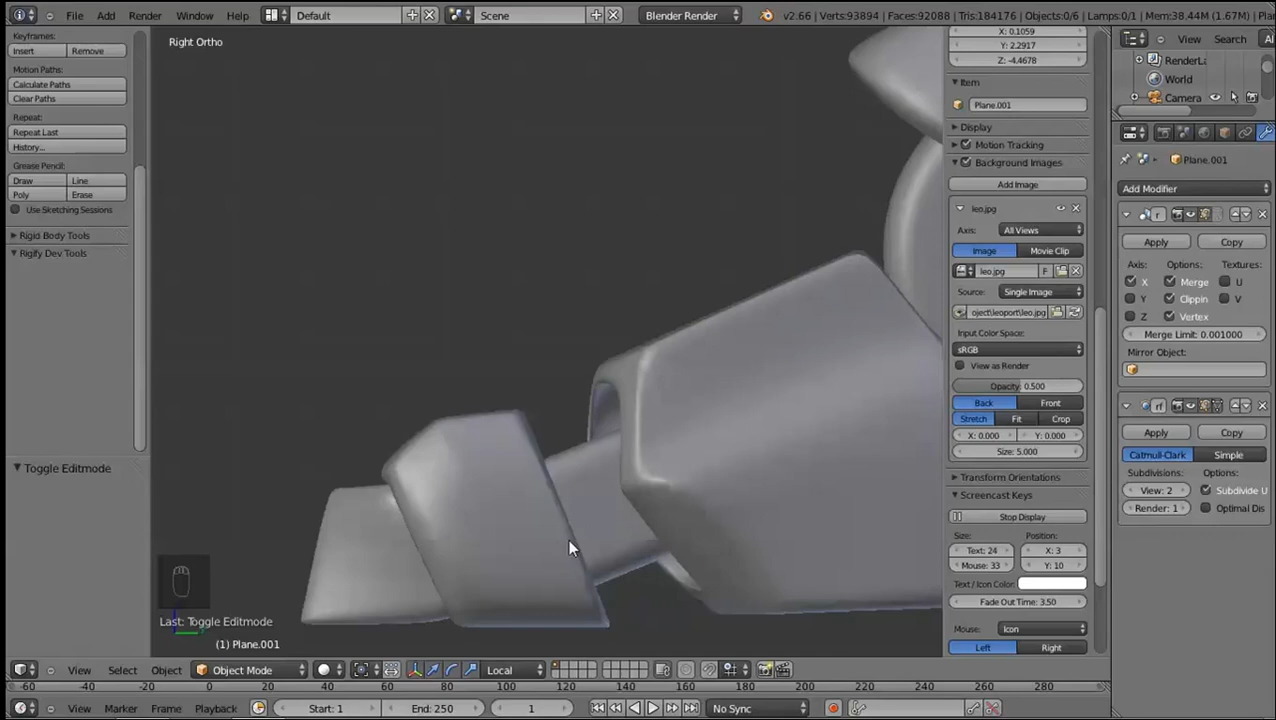 File Add Render Window Help Default Scene Blender Render v2.66 | Verts:93894 | Faces:92088 | Tris:184176 | Objects:0/6 | Lamps:0/1 | Mem:38.44M (1.67M) |
Keyframes:
Insert Remove
Motion Paths:
Calculate Paths
Clear Paths
Repeat:
Repeat Last
History...
Grease Pencil:
Draw Line
Poly Erase
Use Sketching Sessions
Rigid Body Tools
Rigify Dev Tools
Toggle Editmode
Right Ortho
Last: Toggle Editmode
(1) Plane.001
X: 0.1059
Y: 2.2917
Z: -4.4678
Item
Plane.001
Display
Motion Tracking
Background Images
Add Image
leo.jpg
Axis: All Views
Image Movie Clip
leo.jpg F
Source: Single Image
oject\leoport\leo.jpg
Input Color Space:
sRGB
View as Render
Opacity: 0.500
Back Front
Stretch Fit Crop
X: 0.000 Y: 0.000
Size: 5.000
Transform Orientations
Screencast Keys
Stop Display
Size: Position:
Text: 24 X: 3
Mouse: 33 Y: 10
Text / Icon Color:
Fade Out Time: 3.50
Mouse: Icon
Left Right
View Search Al
RenderLa
World
Camera
Plane.001
Add Modifier
Apply Copy
Axis: Options: Textures:
X Merge U
Y Clippin V
Z Vertex
Merge Limit: 0.001000
Mirror Object:
Apply Copy
Catmull-Clark Simple
Subdivisions: Options:
View: 2 Subdivide U
Render: 1 Optimal Dis
View Select Object Object Mode Local
-60 -40 -20 0 20 40 60 80 100 120 140 160 180 200 220 240 260 280 300
View Marker Frame Playback Start: 1 End: 250 1 No Sync